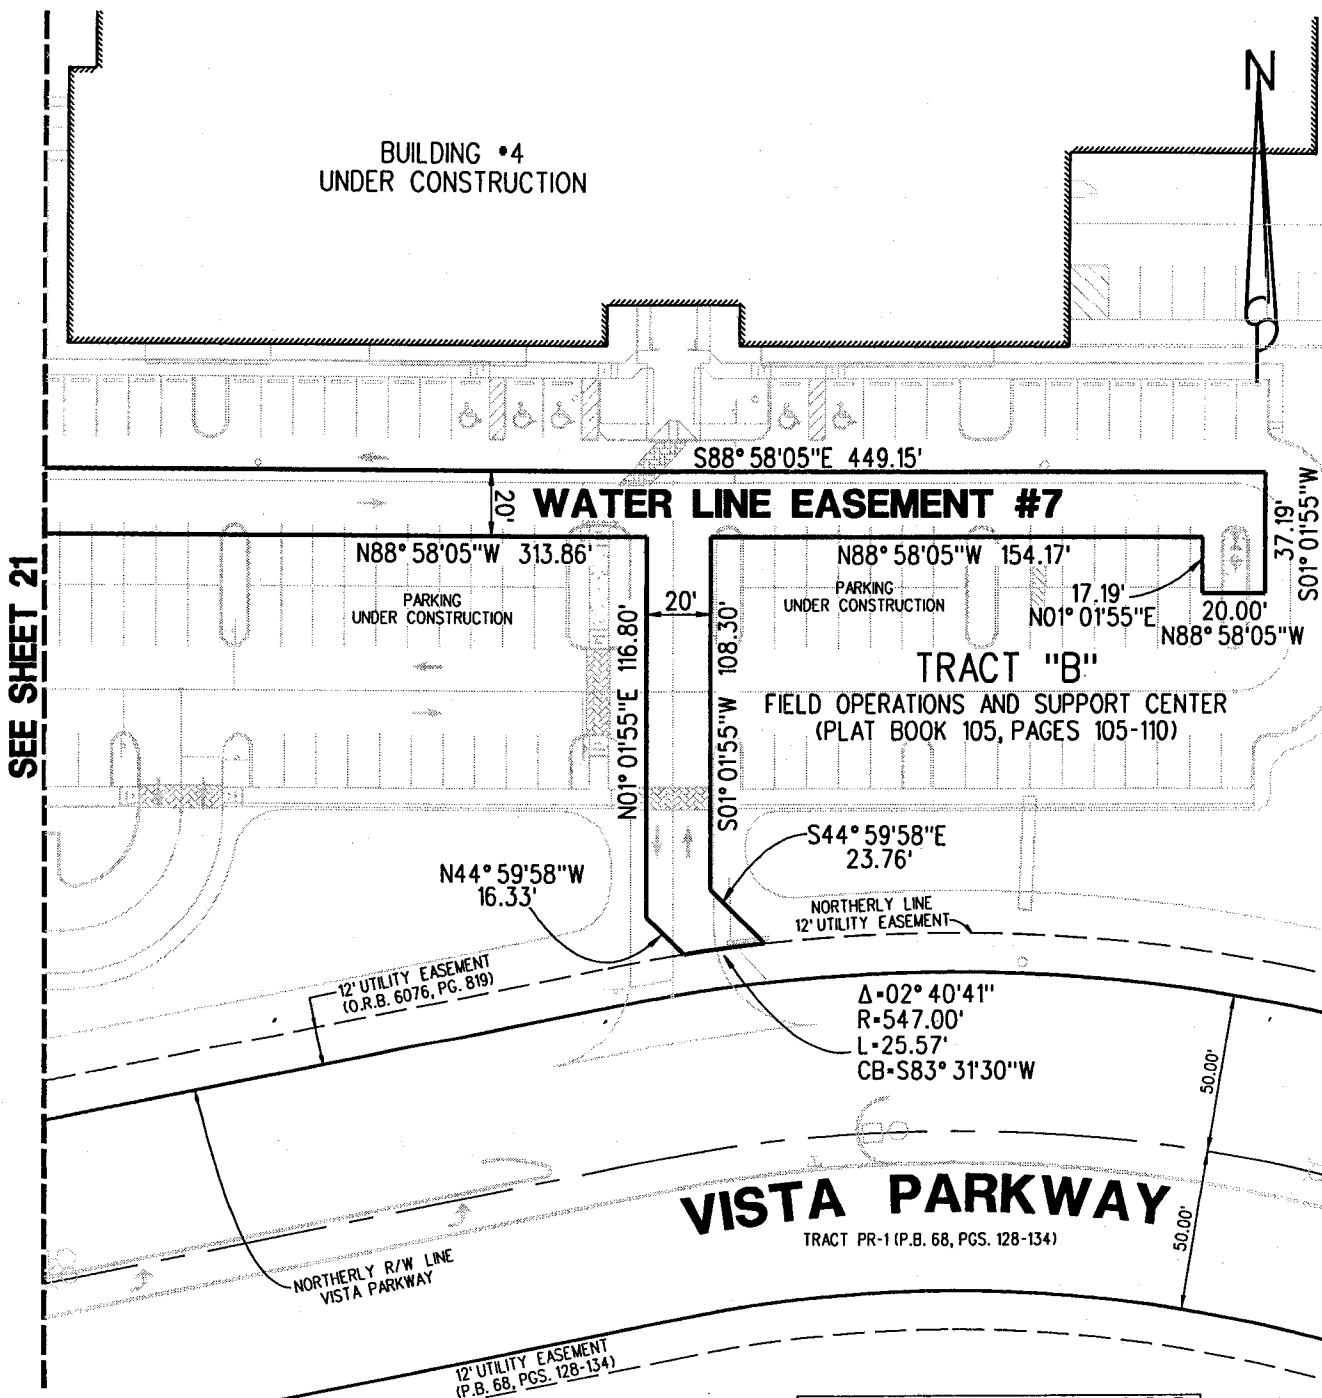 N
BUILDING •4
UNDER CONSTRUCTION
S88°58'05"E 449.15'
20'
WATER LINE EASEMENT #7
37.19'
S01°01'55"W
N88°58'05"W 313.86'
N88°58'05"W 154.17'
PARKING
UNDER CONSTRUCTION
20'
PARKING
UNDER CONSTRUCTION
17.19'
N01°01'55"E
20.00'
N88°58'05"W
SEE SHEET 21
N01°01'55"E 116.80'
S01°01'55"W 108.30'
TRACT "B"
FIELD OPERATIONS AND SUPPORT CENTER
(PLAT BOOK 105, PAGES 105-110)
S44°59'58"E
23.76'
N44°59'58"W
16.33'
NORTHERLY LINE
12' UTILITY EASEMENT
12' UTILITY EASEMENT
(O.R.B. 6076, PG. 819)
Δ=02°40'41"
R=547.00'
L=25.57'
CB=S83°31'30"W
50.00'
50.00'
VISTA PARKWAY
TRACT PR-1 (P.B. 68, PGS. 128-134)
NORTHERLY R/W LINE
VISTA PARKWAY
12' UTILITY EASEMENT
(P.B. 68, PGS. 128-134)